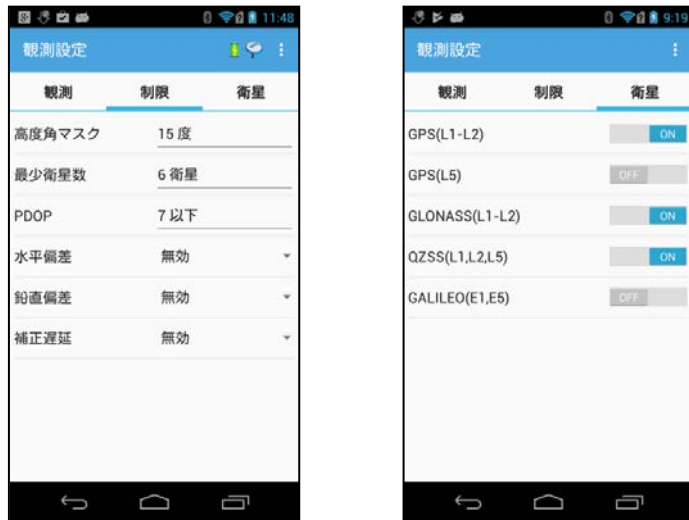 11:48
観測設定
観測 制限 衛星
高度角マスク 15 度
最少衛星数 6 衛星
PDOP 7 以下
水平偏差 無効
鉛直偏差 無効
補正遅延 無効
9:19
観測設定
観測 制限 衛星
GPS(L1-L2) ON
GPS(L5) OFF
GLONASS(L1-L2) ON
QZSS(L1,L2,L5) ON
GALILEO(E1,E5) OFF